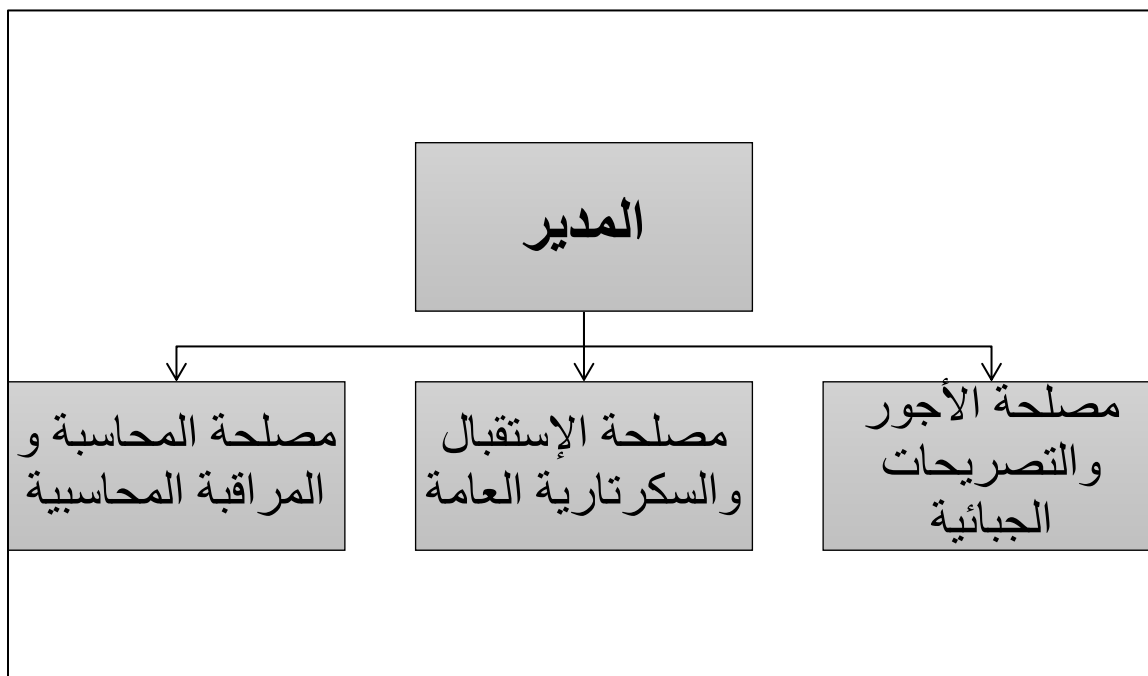 المدير
مصلحة الأجور
والتصريحات
الجبائية
مصلحة الإستقبال
والسكرتارية العامة
مصلحة المحاسبة و
المراقبة المحاسبية